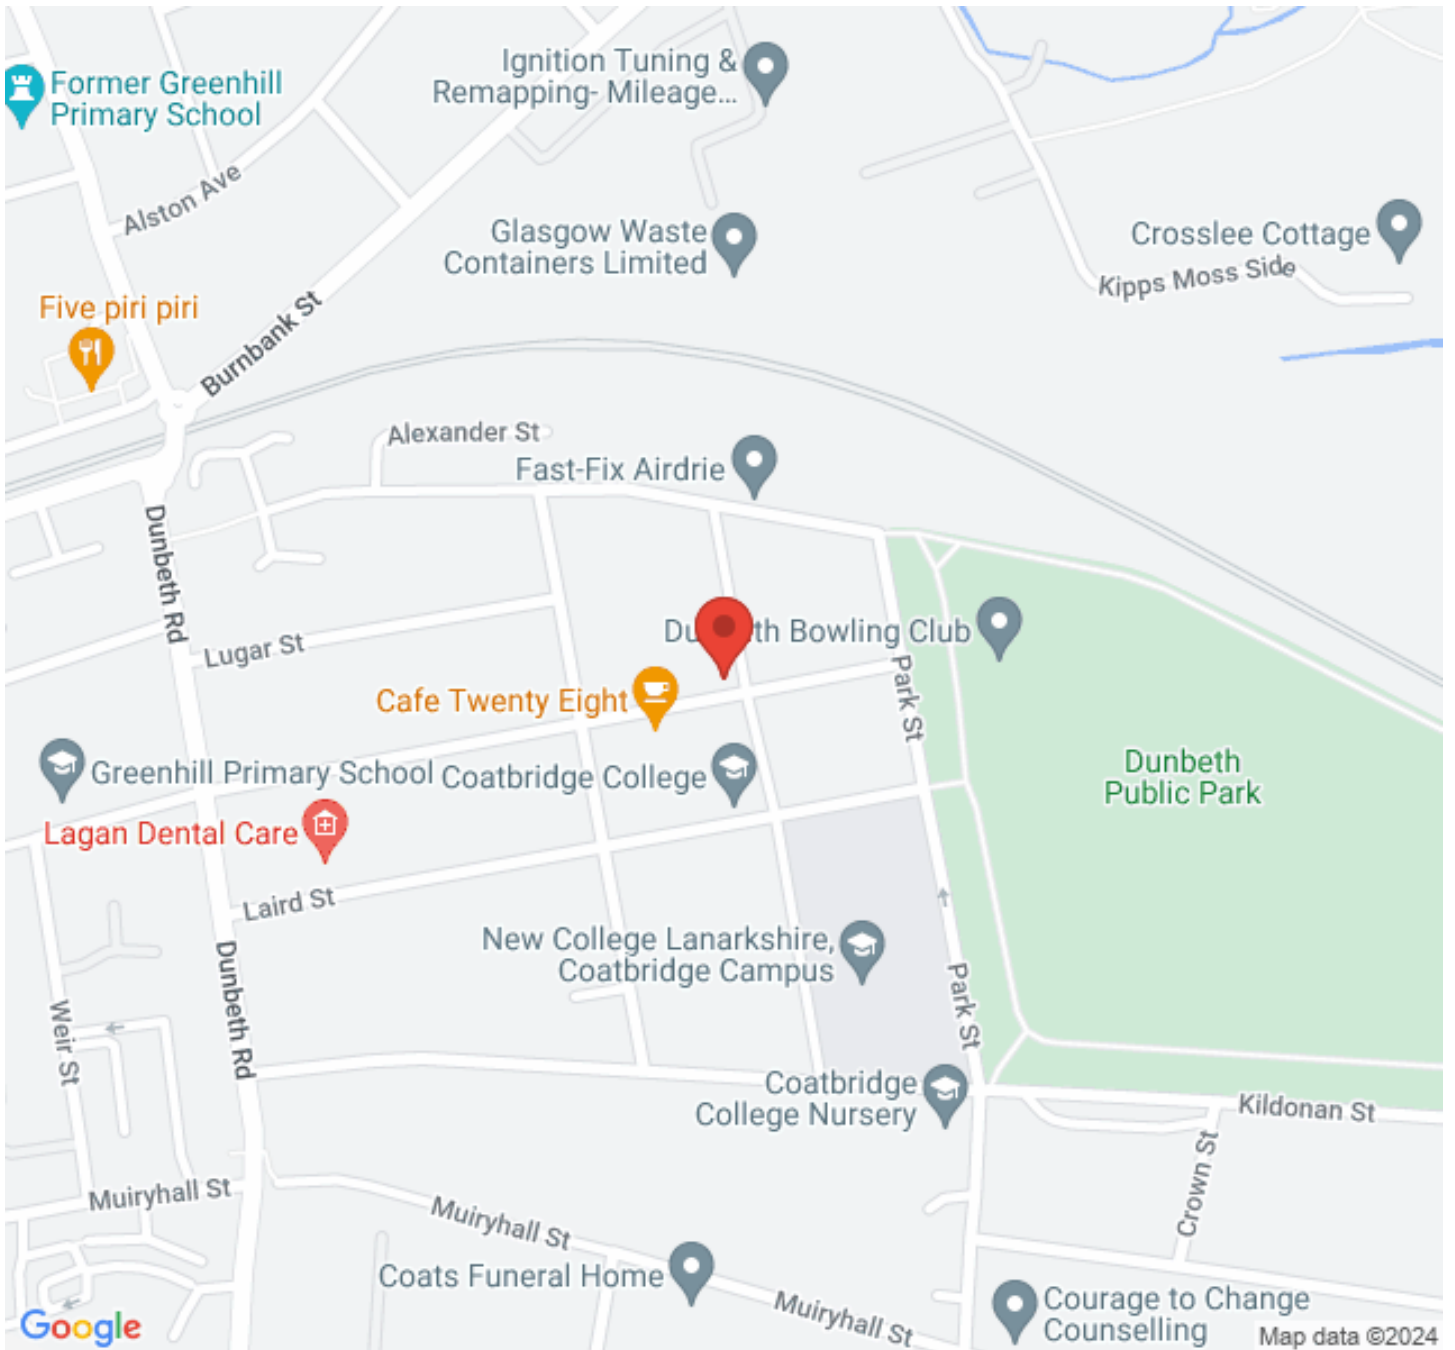 Ignition Tuning &
Remapping- Mileage...
Former Greenhill
Primary School
Alston Ave
Glasgow Waste
Containers Limited
Crosslee Cottage
Kipps Moss Side
Five piri piri
Burnbank St
Alexander St
Fast-Fix Airdrie
Dunbeth Rd
Lugar St
Bowling Club
Park St
Cafe Twenty Eight
Greenhill Primary School
Coatbridge College
Dunbeth
Public Park
Lagan Dental Care
Laird St
New College Lanarkshire,
Coatbridge Campus
Dunbeth Rd
Park St
Weir St
Coatbridge
College Nursery
Kildonan St
Crown St
Muiryhall St
Muiryhall St
Coats Funeral Home
Muiryhall St
Courage to Change
Counselling
Google
Map data ©2024